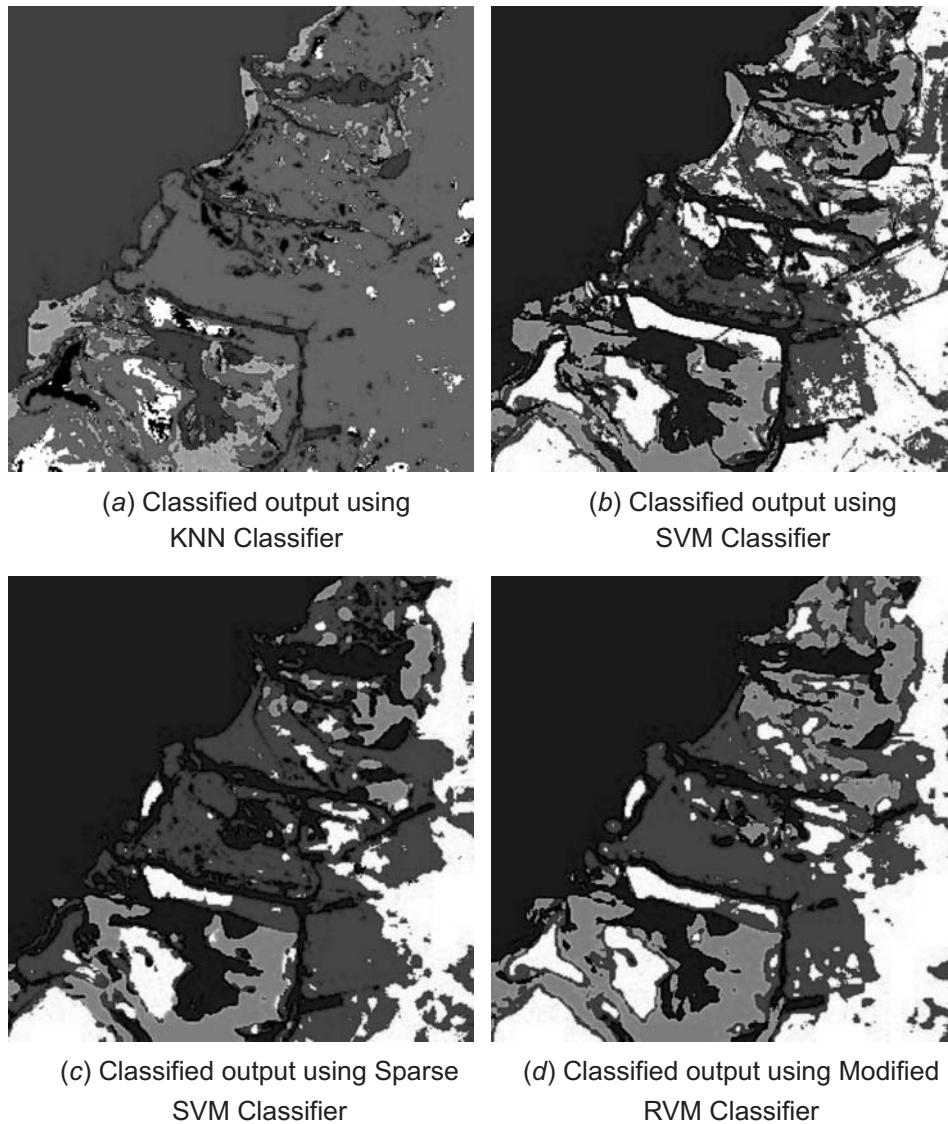 (a) Classified output using
KNN Classifier
(b) Classified output using
SVM Classifier
(c) Classified output using Sparse
SVM Classifier
(d) Classified output using Modified
RVM Classifier